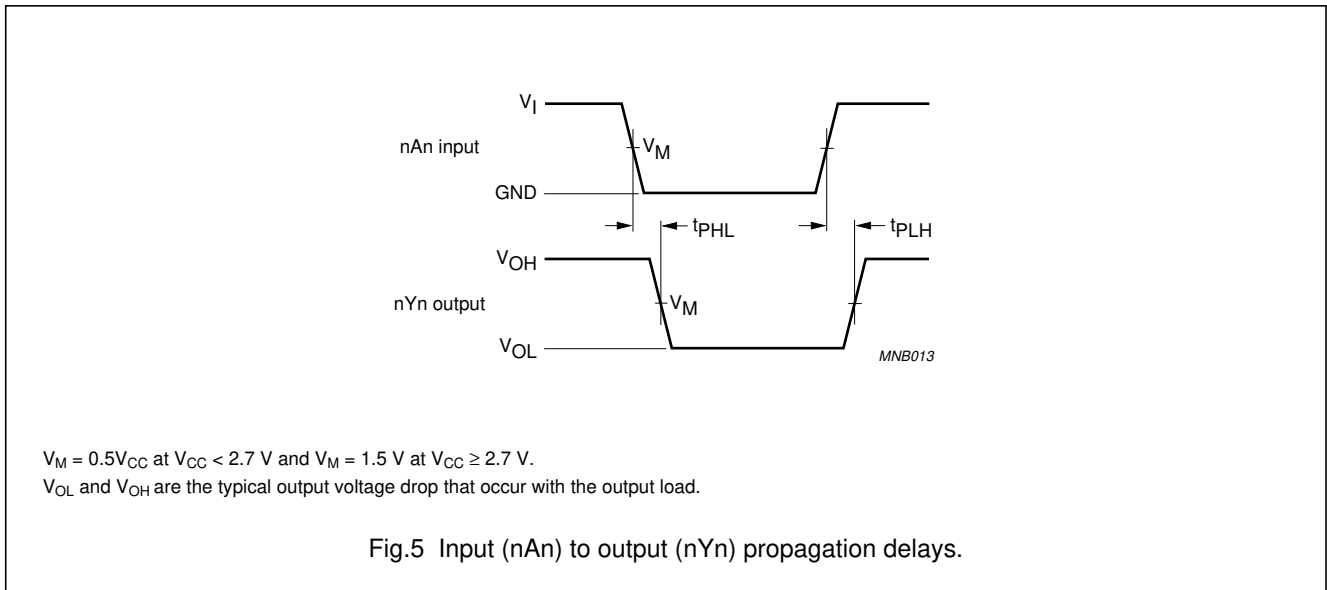 VI
nAn input
VM
GND
tPHL
tPLH
VOH
nYn output
VM
VOL
MNB013
VM = 0.5VCC at VCC < 2.7 V and VM = 1.5 V at VCC ≥ 2.7 V.
VOL and VOH are the typical output voltage drop that occur with the output load.
Fig.5 Input (nAn) to output (nYn) propagation delays.